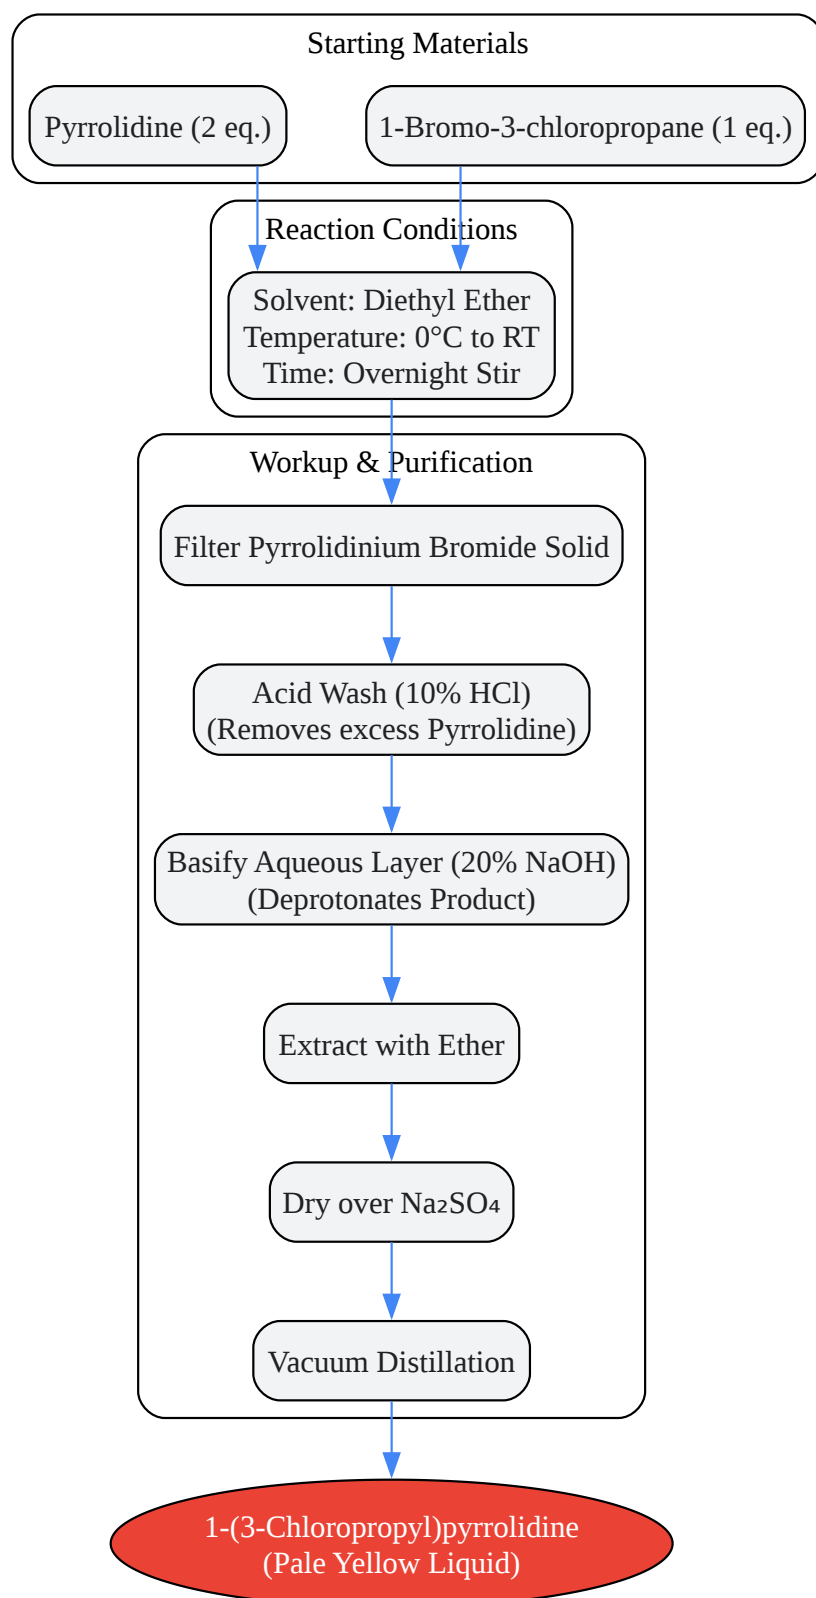 Starting Materials
Pyrrolidine (2 eq.)
1-Bromo-3-chloropropane (1 eq.)
Reaction Conditions
Solvent: Diethyl Ether
Temperature: 0°C to RT
Time: Overnight Stir
Workup & Purification
Filter Pyrrolidinium Bromide Solid
Acid Wash (10% HCl)
(Removes excess Pyrrolidine)
Basify Aqueous Layer (20% NaOH)
(Deprotonates Product)
Extract with Ether
Dry over Na₂SO₄
Vacuum Distillation
1-(3-Chloropropyl)pyrrolidine
(Pale Yellow Liquid)